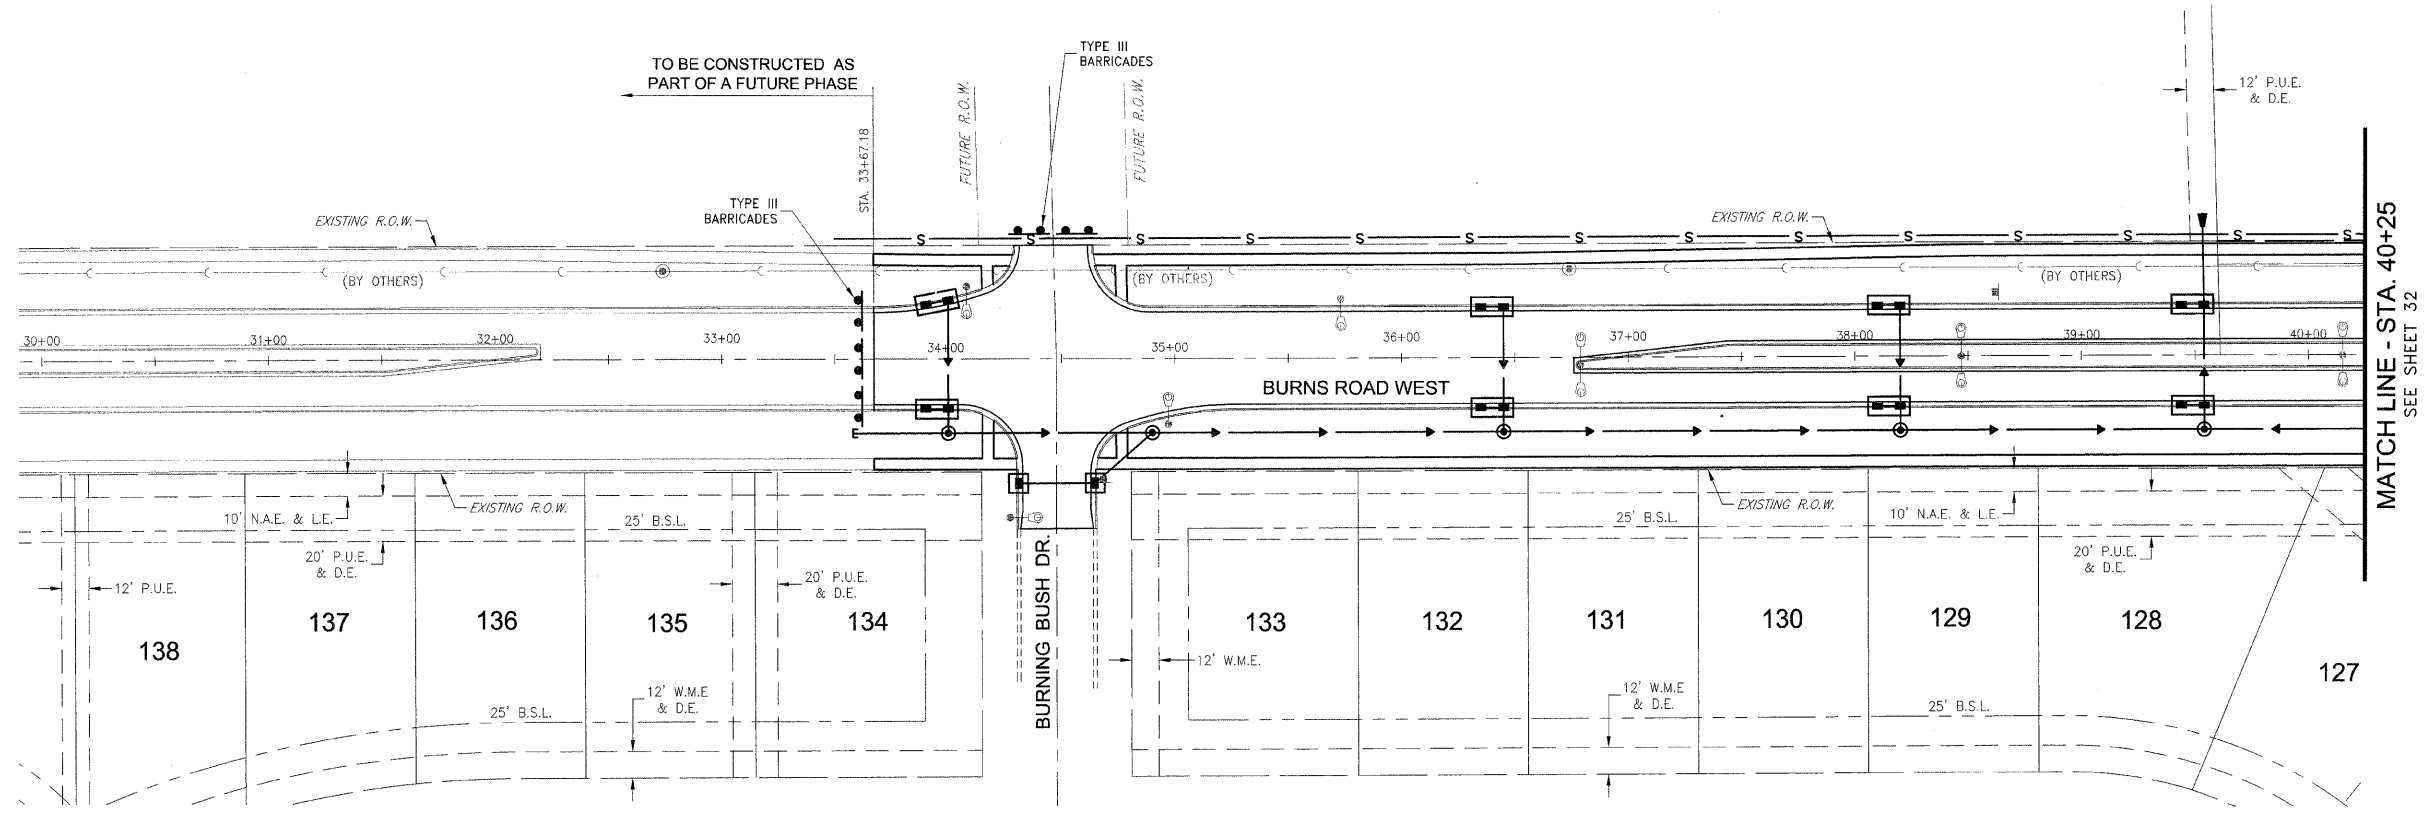 TYPE III
BARRICADES
TO BE CONSTRUCTED AS
PART OF A FUTURE PHASE
FUTURE R.O.W.
FUTURE R.O.W.
12' P.U.E.
& D.E.
STA. 33+67.18
TYPE III
BARRICADES
EXISTING R.O.W.
EXISTING R.O.W.
S S S S S S S S S S S S S S
(BY OTHERS)
(BY OTHERS)
(BY OTHERS)
30+00 31+00 32+00 33+00 34+00 35+00 36+00 37+00 38+00 39+00 40+00
BURNS ROAD WEST
E
MATCH LINE - STA. 40+25
SEE SHEET 32
EXISTING R.O.W.
EXISTING R.O.W.
10' N.A.E. & L.E.
25' B.S.L.
25' B.S.L.
10' N.A.E. & L.E.
20' P.U.E.
& D.E.
20' P.U.E.
& D.E.
12' P.U.E.
20' P.U.E.
& D.E.
BURNING BUSH DR.
138 137 136 135 134 133 132 131 130 129 128 127
12' W.M.E.
12' W.M.E
& D.E.
12' W.M.E
& D.E.
25' B.S.L.
25' B.S.L.